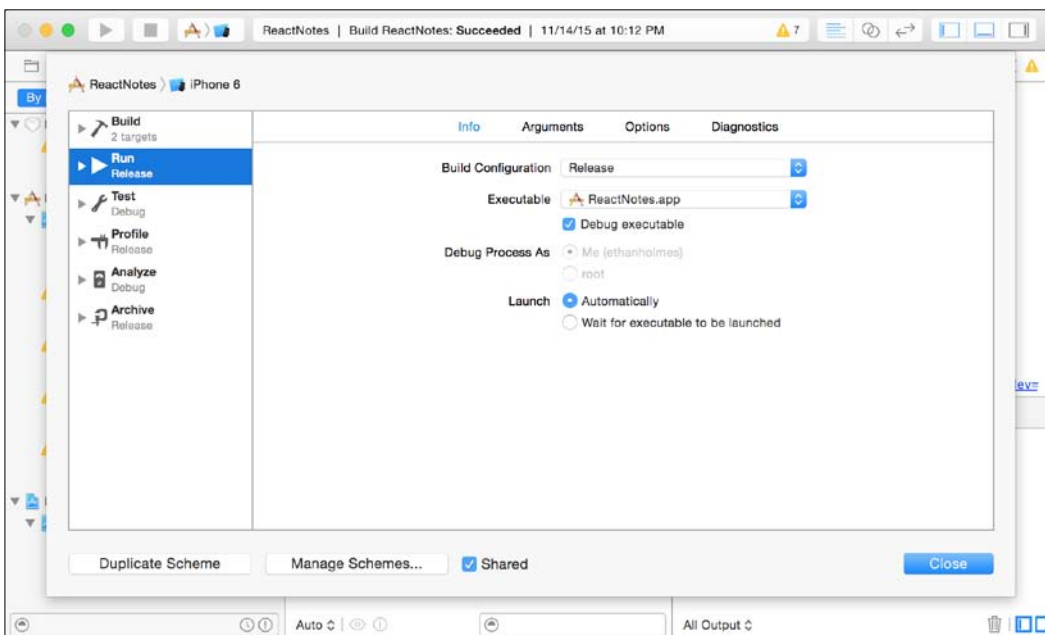 ReactNotes | Build ReactNotes: Succeeded | 11/14/15 at 10:12 PM
7
ReactNotes
iPhone 6
By
Build
2 targets
Run
Release
Test
Debug
Profile
Release
Analyze
Debug
Archive
Release
Info Arguments Options Diagnostics
Build Configuration Release
Executable ReactNotes.app
Debug executable
Debug Process As Me (ethanholmes)
root
Launch Automatically
Wait for executable to be launched
ev=
Duplicate Scheme Manage Schemes... Shared Close
Auto All Output